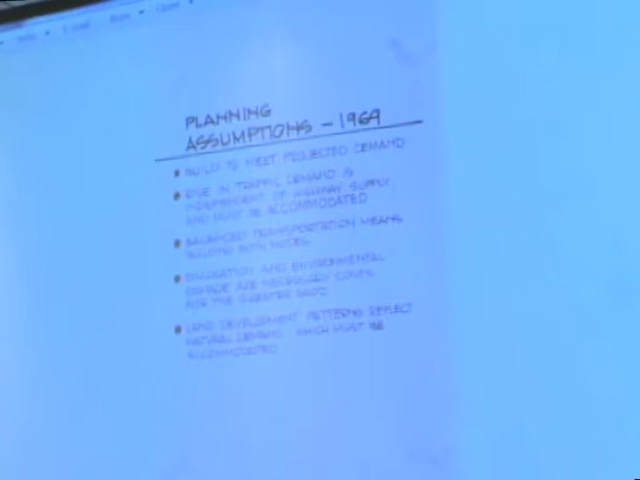 PLANNING
ASSUMPTIONS - 1969
• BUILD TO MEET PROJECTED DEMAND
• RISE IN TRAFFIC DEMAND IS
INDEPENDENT OF HIGHWAY SUPPLY
AND MUST BE ACCOMMODATED
• BALANCED TRANSPORTATION MEANS
BUILDING BOTH MODES
• DISLOCATION AND ENVIRONMENTAL
DAMAGE ARE NECESSARY COSTS
FOR THE GREATER GOOD
• LAND DEVELOPMENT PATTERNS REFLECT
NATURAL DEMAND WHICH MUST BE
ACCOMMODATED